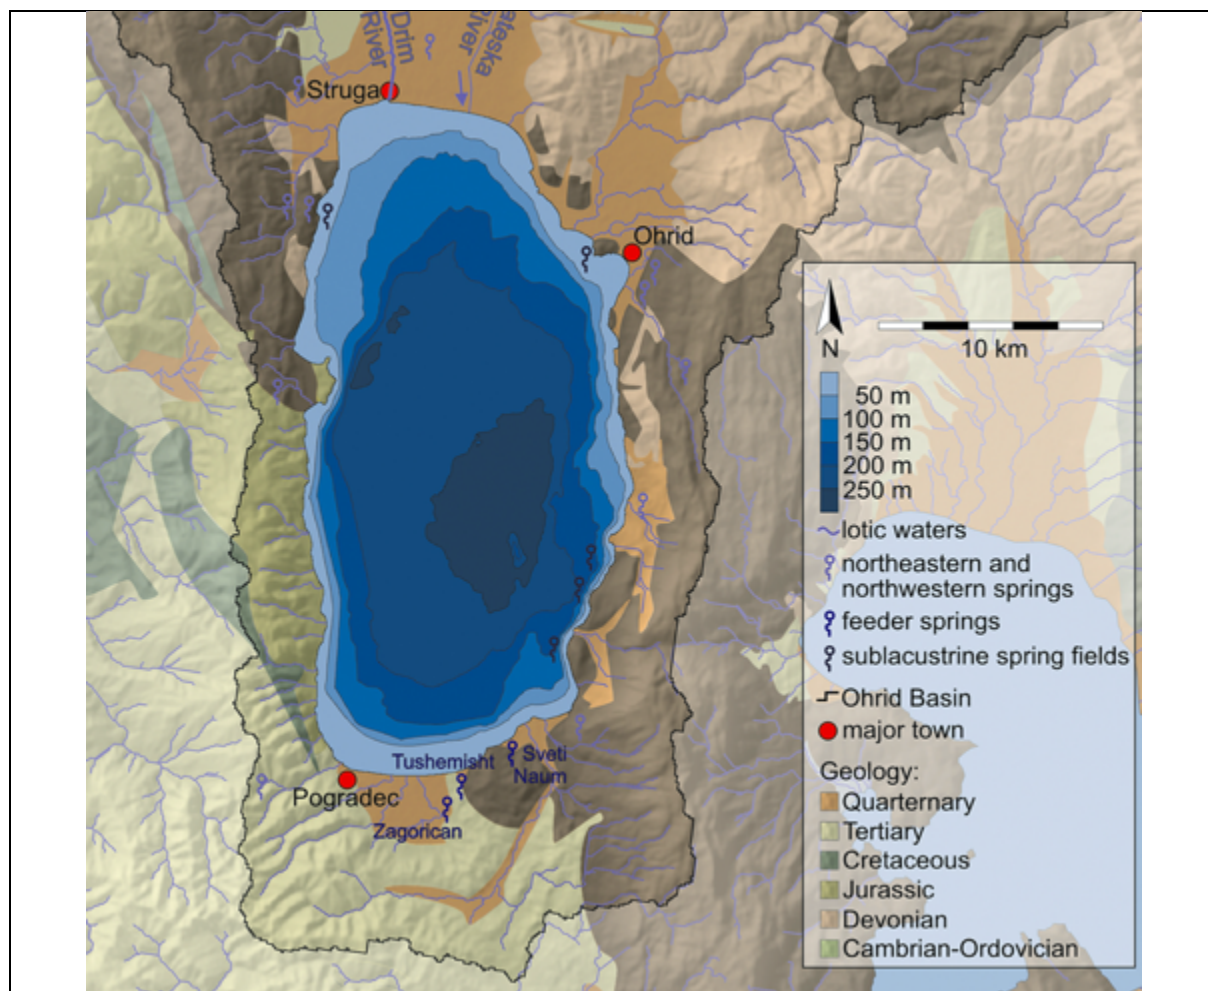 Drim
River
River
Struga
Ohrid
N
10 km
50 m
100 m
150 m
200 m
250 m
lotic waters
northeastern and
northwestern springs
feeder springs
sublacustrine spring fields
Ohrid Basin
major town
Geology:
Quarternary
Tertiary
Cretaceous
Jurassic
Devonian
Cambrian-Ordovician
Tushemisht
Sveti
Naum
Pogradec
Zagorican